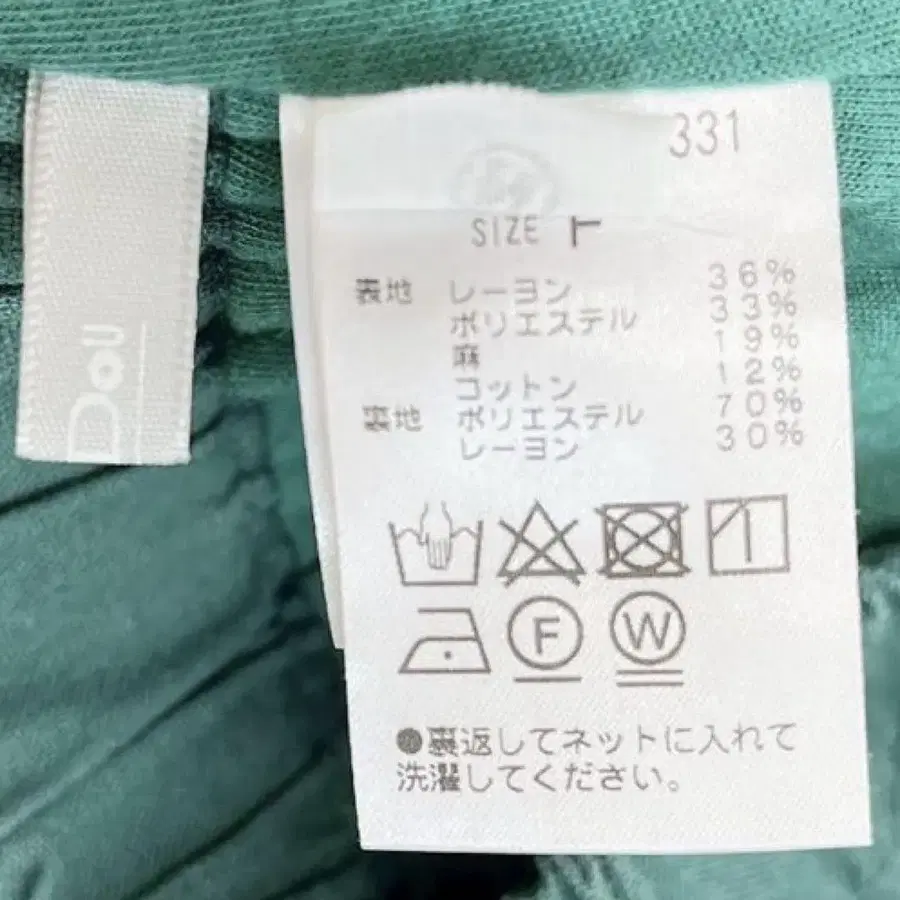 DoU
331
SIZE L
表地 レーヨン 36%
ポリエステル 33%
麻 19%
コットン 12%
裏地 ポリエステル 70%
レーヨン 30%
F
W
●裏返してネットに入れて
洗濯してください。